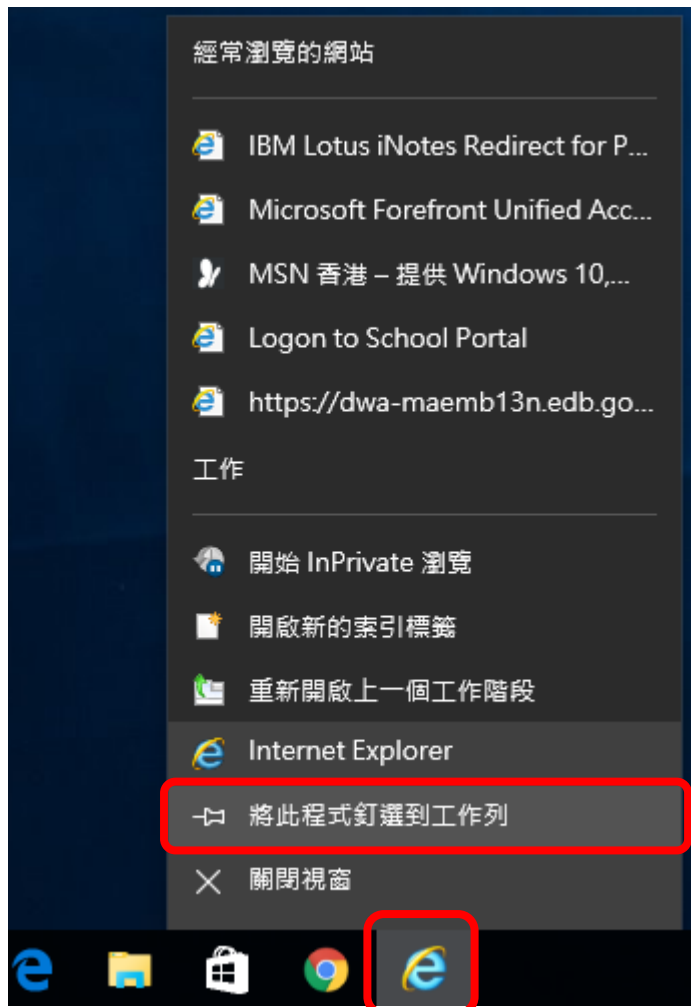 經常瀏覽的網站
IBM Lotus iNotes Redirect for P...
Microsoft Forefront Unified Acc...
MSN 香港 – 提供 Windows 10,...
Logon to School Portal
https://dwa-maemb13n.edb.go...
工作
開始 InPrivate 瀏覽
開啟新的索引標籤
重新開啟上一個工作階段
Internet Explorer
將此程式釘選到工作列
關閉視窗